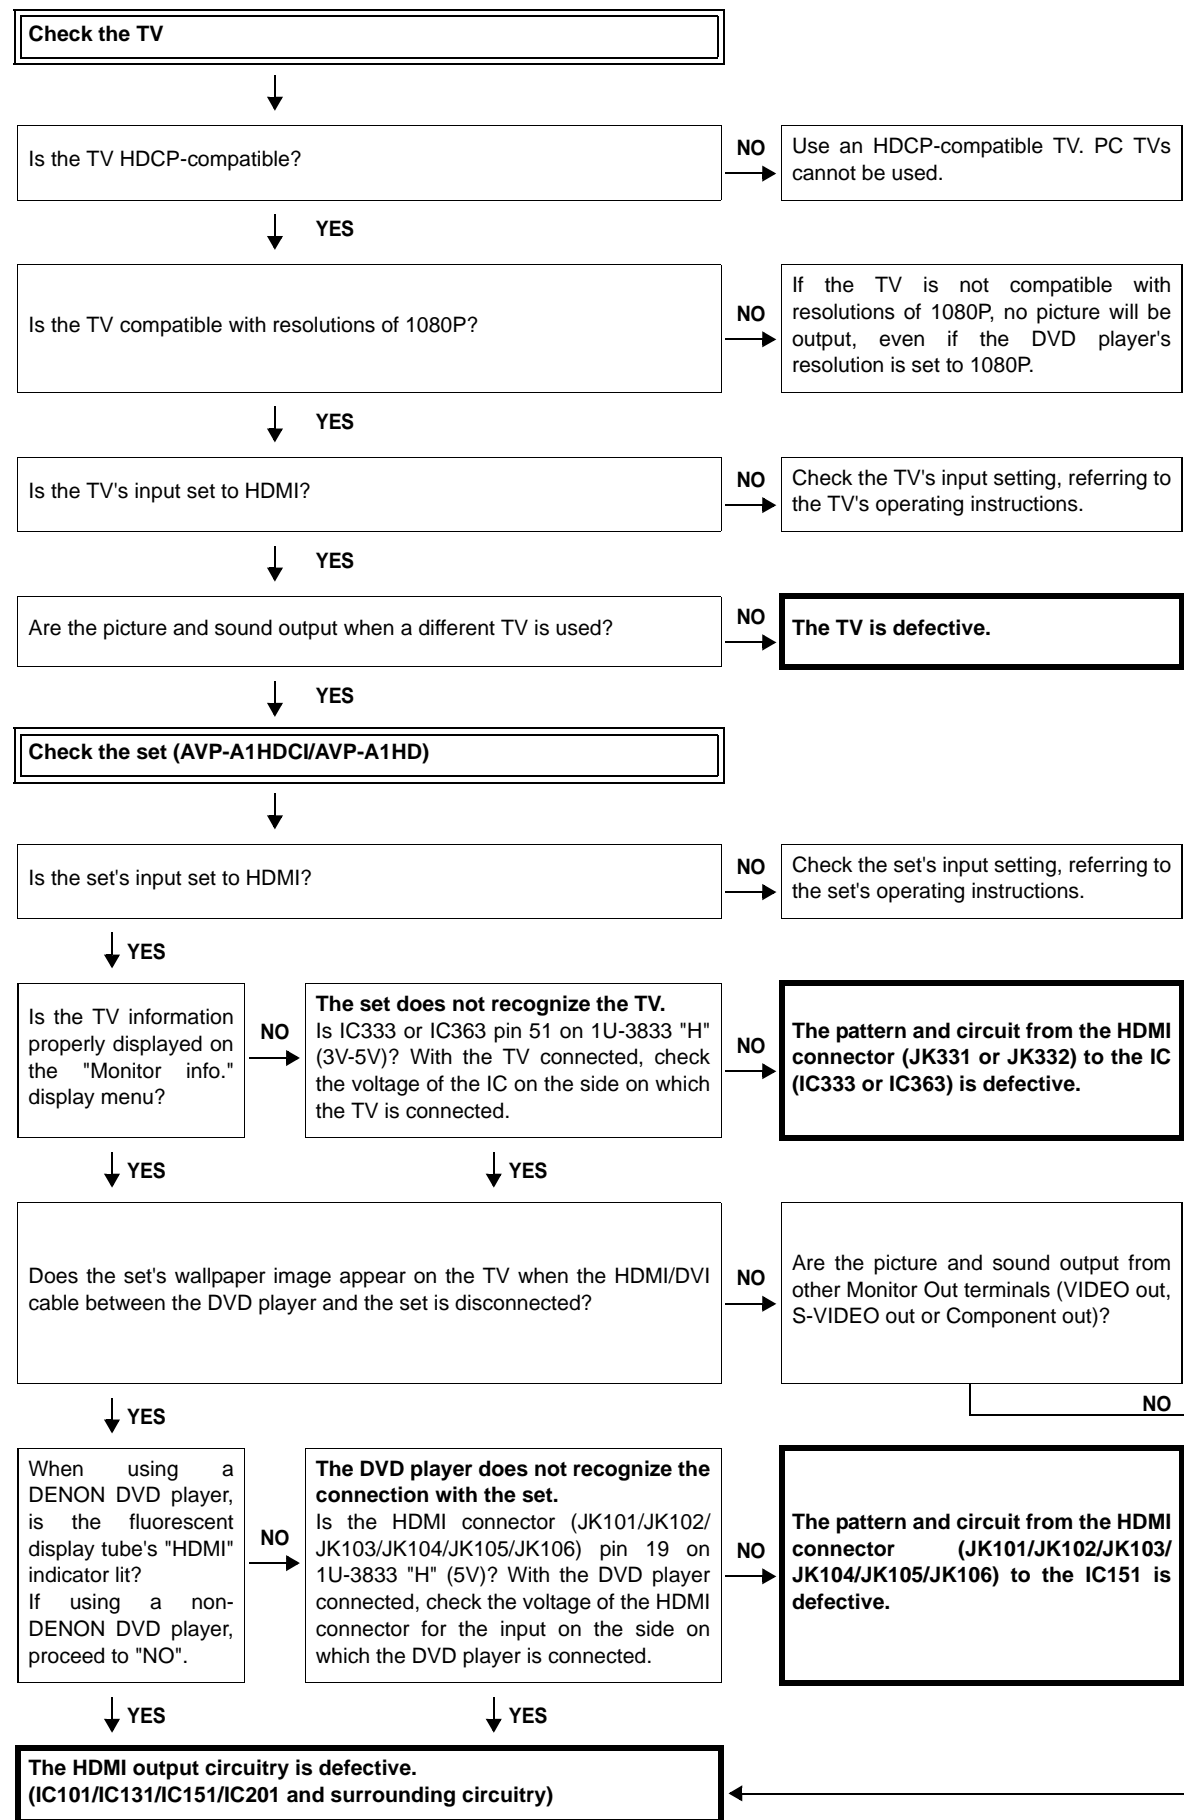 Check the TV
Is the TV HDCP-compatible?
NO
Use an HDCP-compatible TV. PC TVs
cannot be used.
YES
Is the TV compatible with resolutions of 1080P?
NO
If the TV is not compatible with
resolutions of 1080P, no picture will be
output, even if the DVD player's
resolution is set to 1080P.
YES
Is the TV's input set to HDMI?
NO
Check the TV's input setting, referring to
the TV's operating instructions.
YES
Are the picture and sound output when a different TV is used?
NO
The TV is defective.
YES
Check the set (AVP-A1HDCI/AVP-A1HD)
Is the set's input set to HDMI?
NO
Check the set's input setting, referring to
the set's operating instructions.
YES
Is the TV information
properly displayed on
the "Monitor info."
display menu?
NO
The set does not recognize the TV.
Is IC333 or IC363 pin 51 on 1U-3833 "H"
(3V-5V)? With the TV connected, check
the voltage of the IC on the side on which
the TV is connected.
NO
The pattern and circuit from the HDMI
connector (JK331 or JK332) to the IC
(IC333 or IC363) is defective.
YES
YES
Does the set's wallpaper image appear on the TV when the HDMI/DVI
cable between the DVD player and the set is disconnected?
NO
Are the picture and sound output from
other Monitor Out terminals (VIDEO out,
S-VIDEO out or Component out)?
NO
YES
When using a
DENON DVD player,
is the fluorescent
display tube's "HDMI"
indicator lit?
If using a non-
DENON DVD player,
proceed to "NO".
NO
The DVD player does not recognize the
connection with the set.
Is the HDMI connector (JK101/JK102/
JK103/JK104/JK105/JK106) pin 19 on
1U-3833 "H" (5V)? With the DVD player
connected, check the voltage of the HDMI
connector for the input on the side on
which the DVD player is connected.
NO
The pattern and circuit from the HDMI
connector (JK101/JK102/JK103/
JK104/JK105/JK106) to the IC151 is
defective.
YES
YES
The HDMI output circuitry is defective.
(IC101/IC131/IC151/IC201 and surrounding circuitry)